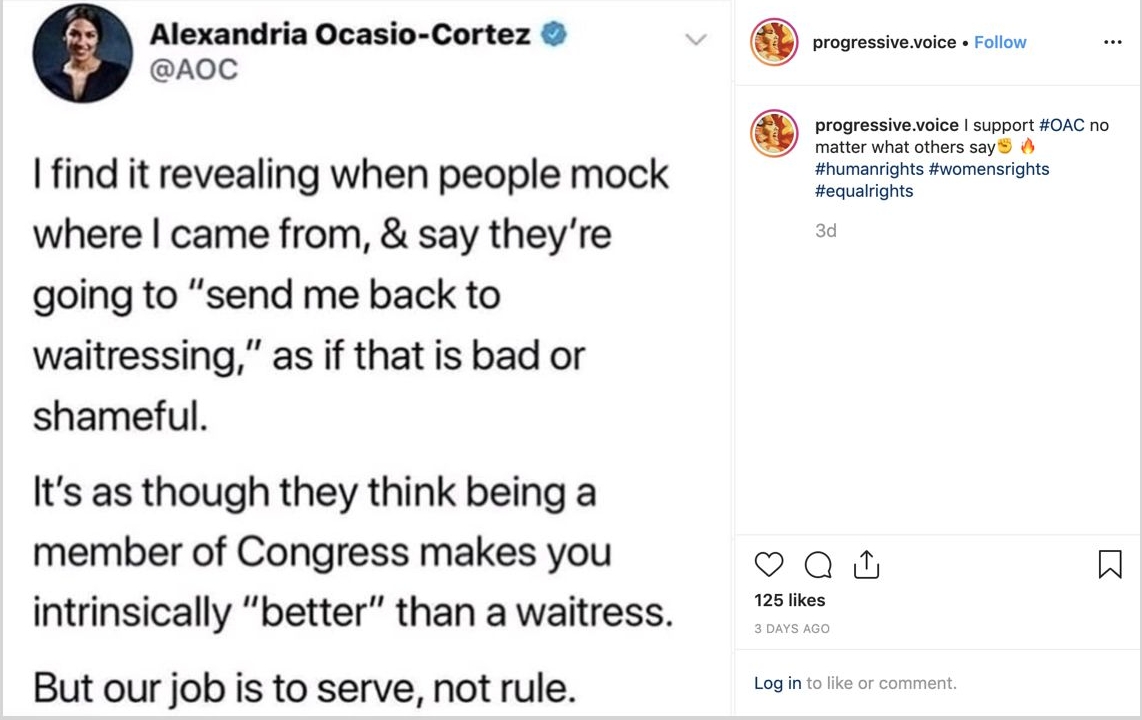 Alexandria Ocasio-Cortez
@AOC
I find it revealing when people mock
where I came from, & say they’re
going to “send me back to
waitressing,” as if that is bad or
shameful.
It’s as though they think being a
member of Congress makes you
intrinsically “better” than a waitress.
But our job is to serve, not rule.
progressive.voice • Follow
progressive.voice I support #OAC no
matter what others say✊🔥
#humanrights #womensrights
#equalrights
3d
125 likes
3 DAYS AGO
Log in to like or comment.